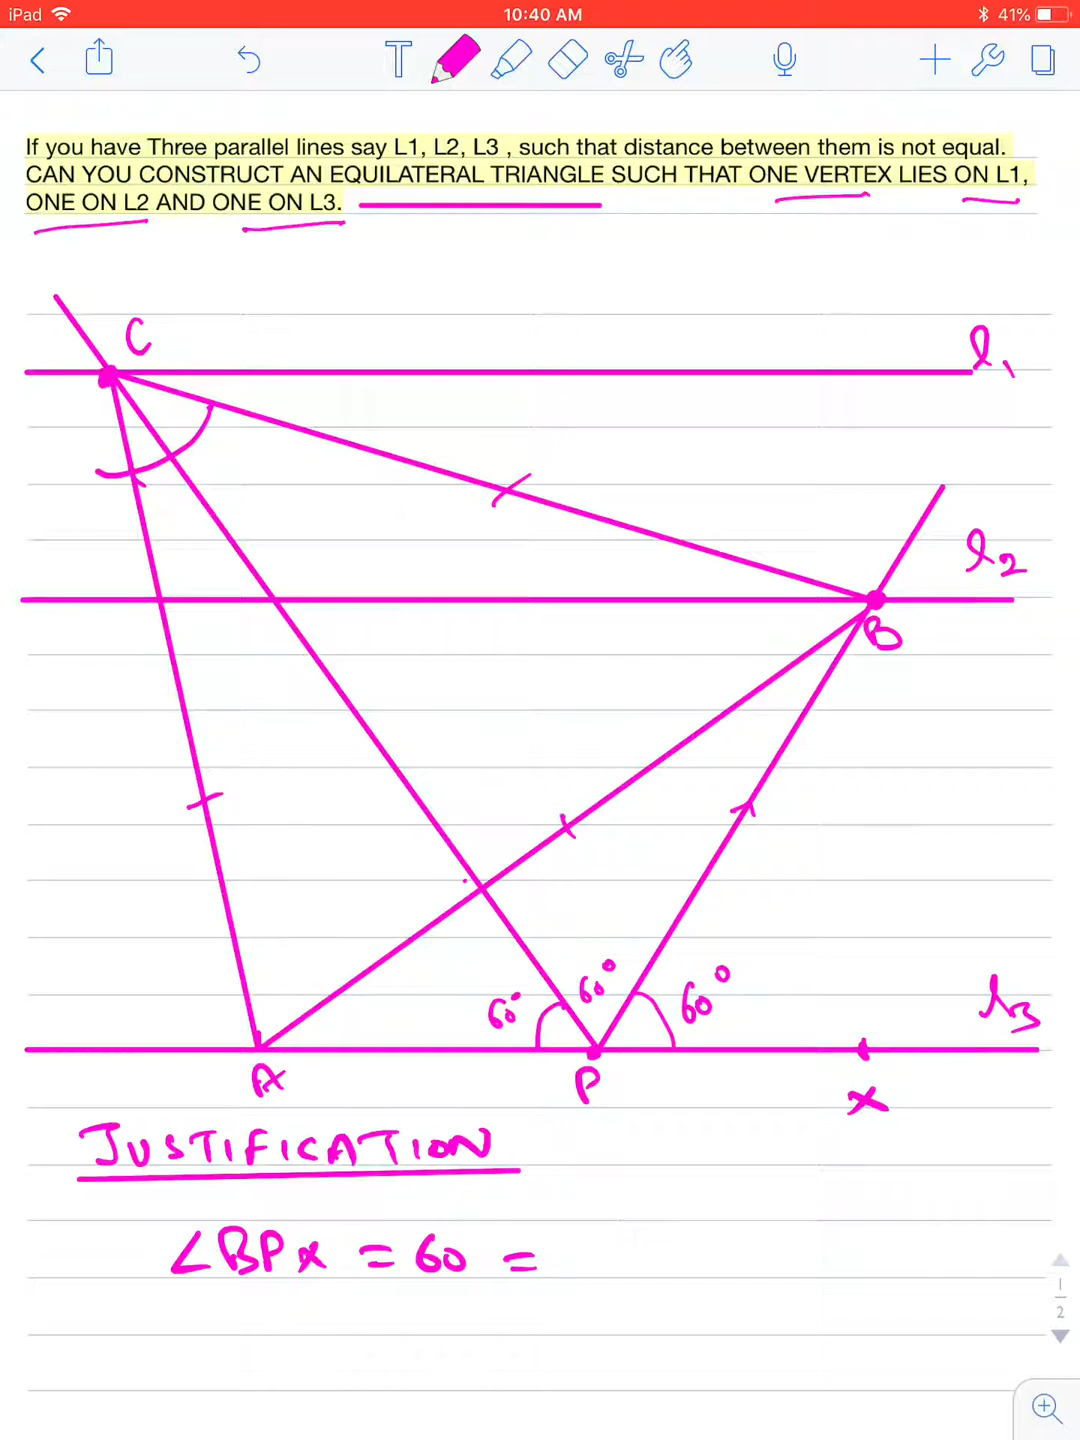 iPad 10:40 AM 41%
T
If you have Three parallel lines say L1, L2, L3 , such that distance between them is not equal.
CAN YOU CONSTRUCT AN EQUILATERAL TRIANGLE SUCH THAT ONE VERTEX LIES ON L1,
ONE ON L2 AND ONE ON L3.
C
l1
l2
B
60° 60° 60°
l3
A P
x
JUSTIFICATION
∠BPx = 60 =
1
2